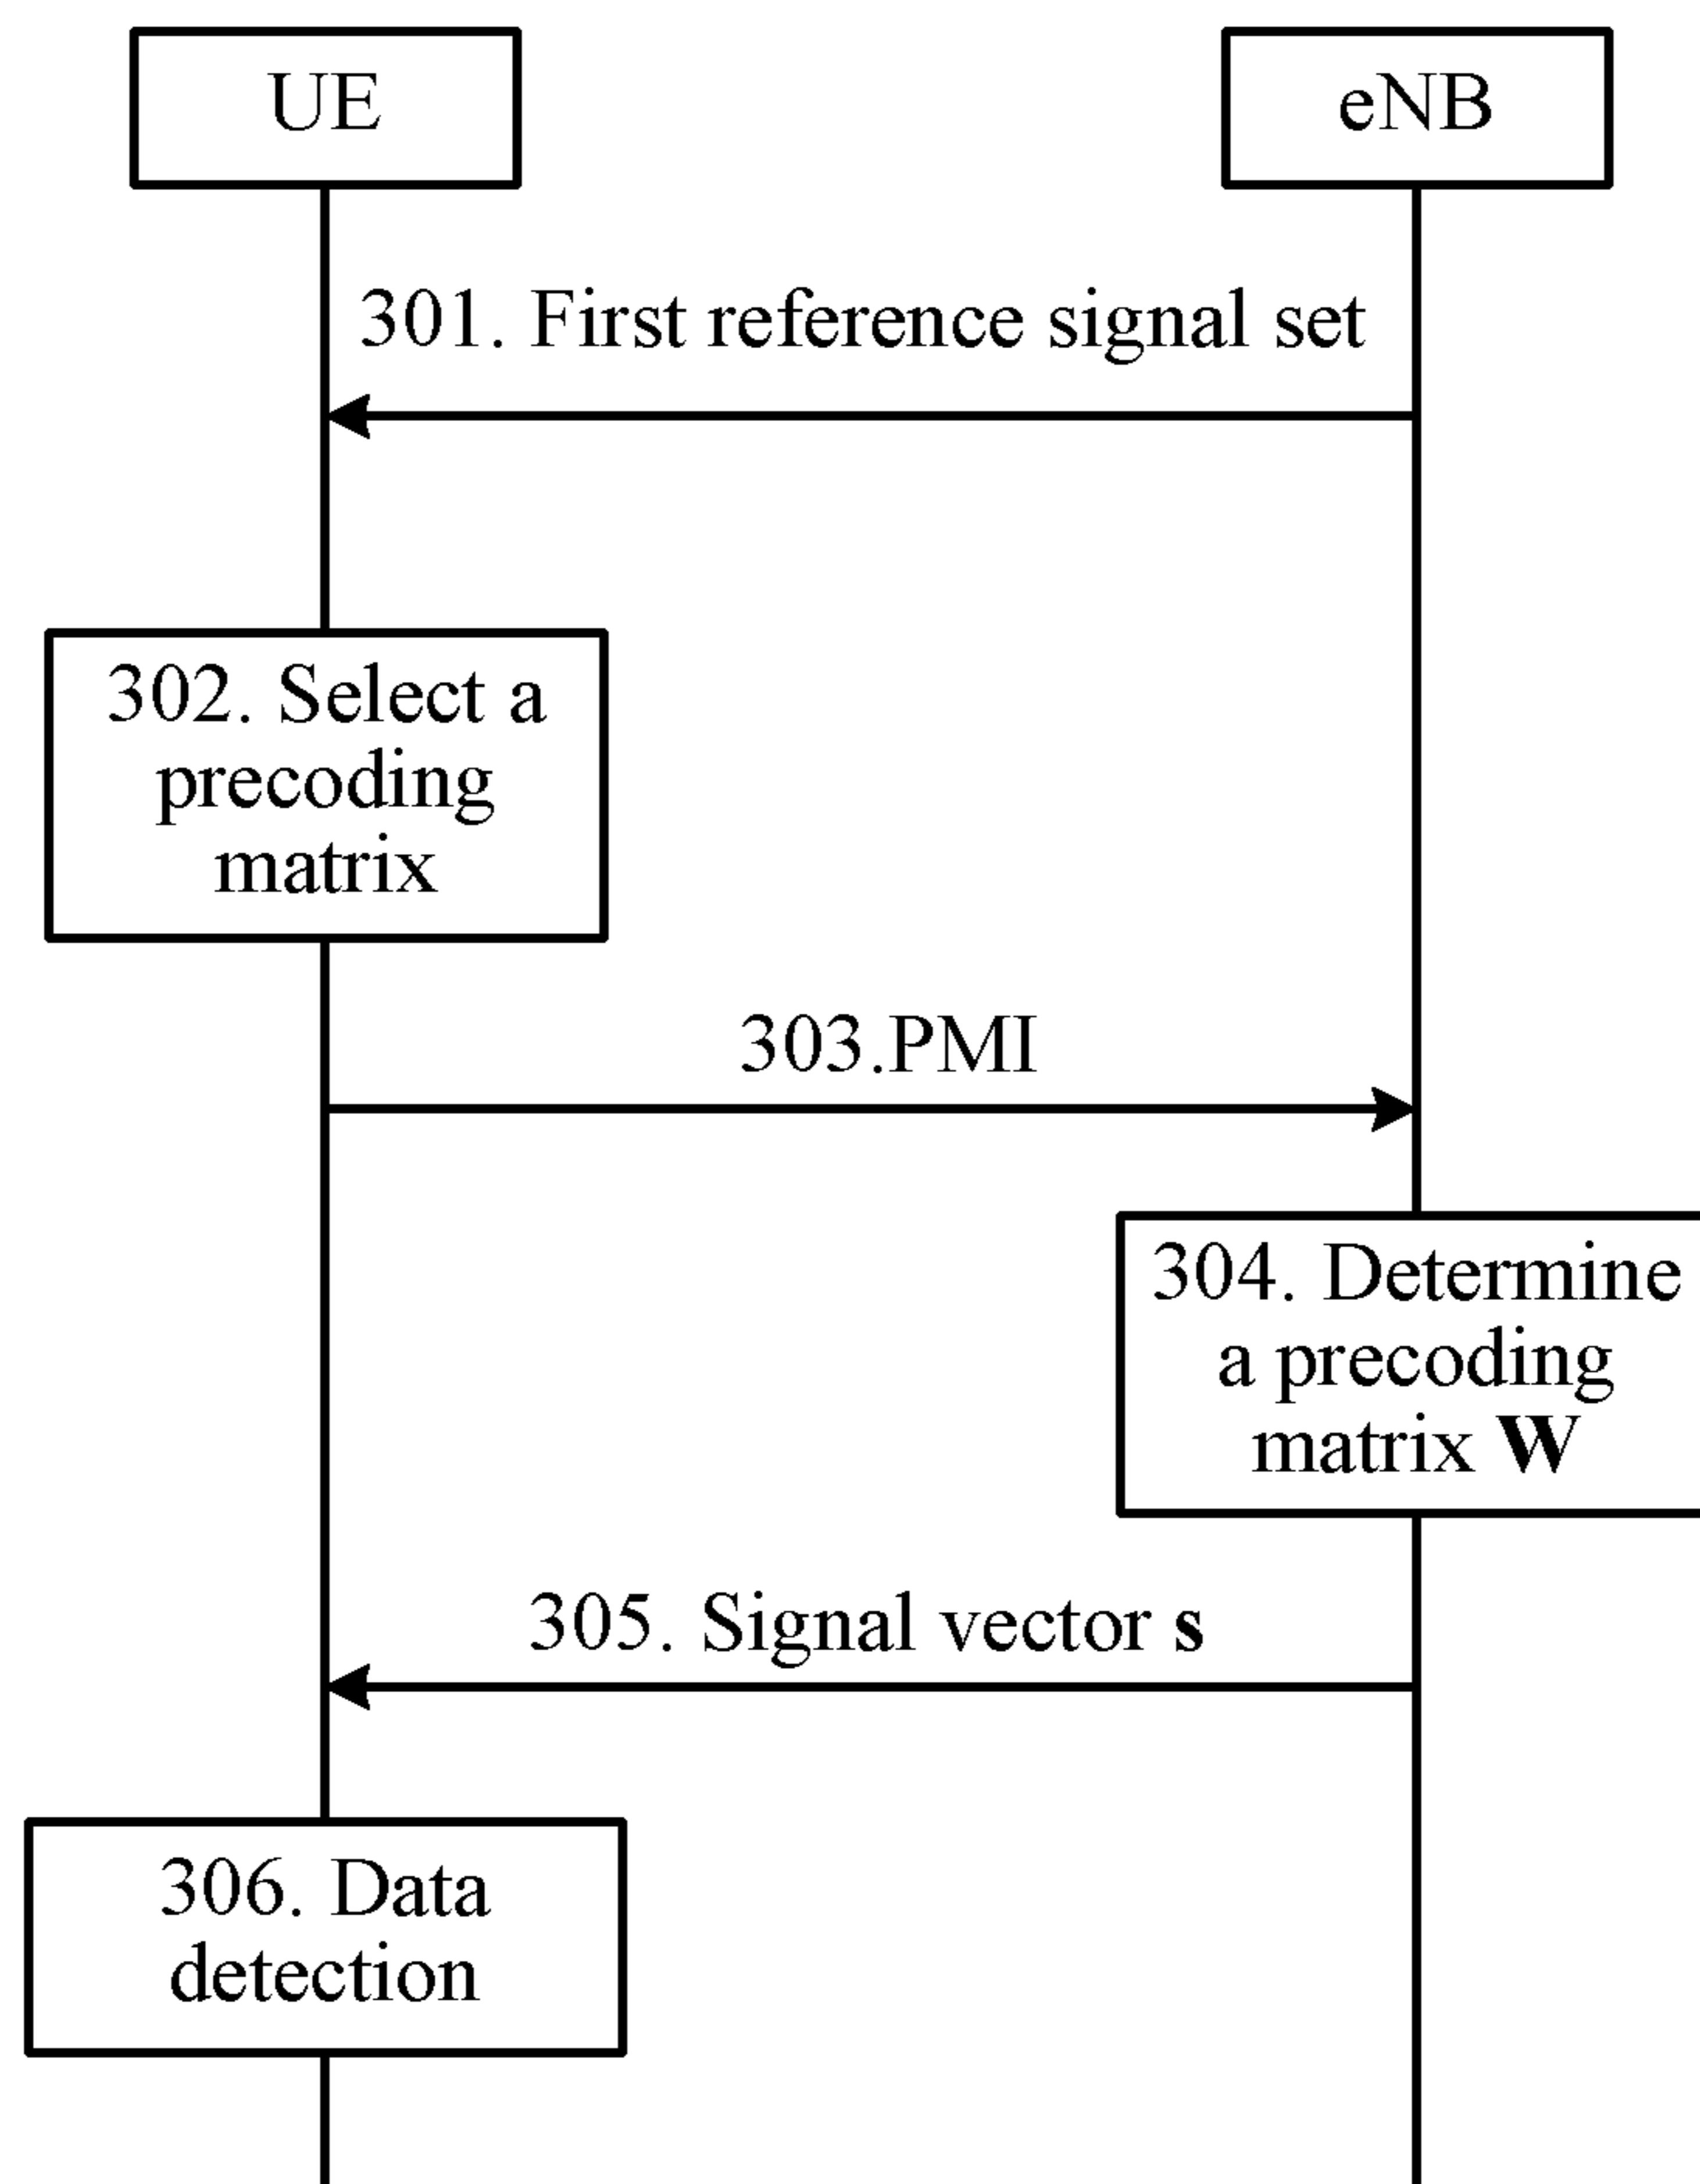 UE
eNB
301. First reference signal set
302. Select a
precoding
matrix
303.PMI
304. Determine
a precoding
matrix W
305. Signal vector s
306. Data
detection